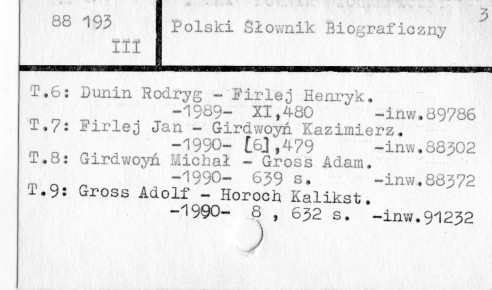 3
88 193
III
Polski Słownik Biograficzny
T.6: Dunin Rodryg - Firlej Henryk.
-1989- XI,480 -inw.89786
T.7: Firlej Jan - Girdwoyń Kazimierz.
-1990- [6],479 -inw.88302
T.8: Girdwoyń Michał - Gross Adam.
-1990- 639 s. -inw.88372
T.9: Gross Adolf - Horoch Kalikst.
-1990- 8 , 632 s. -inw.91232